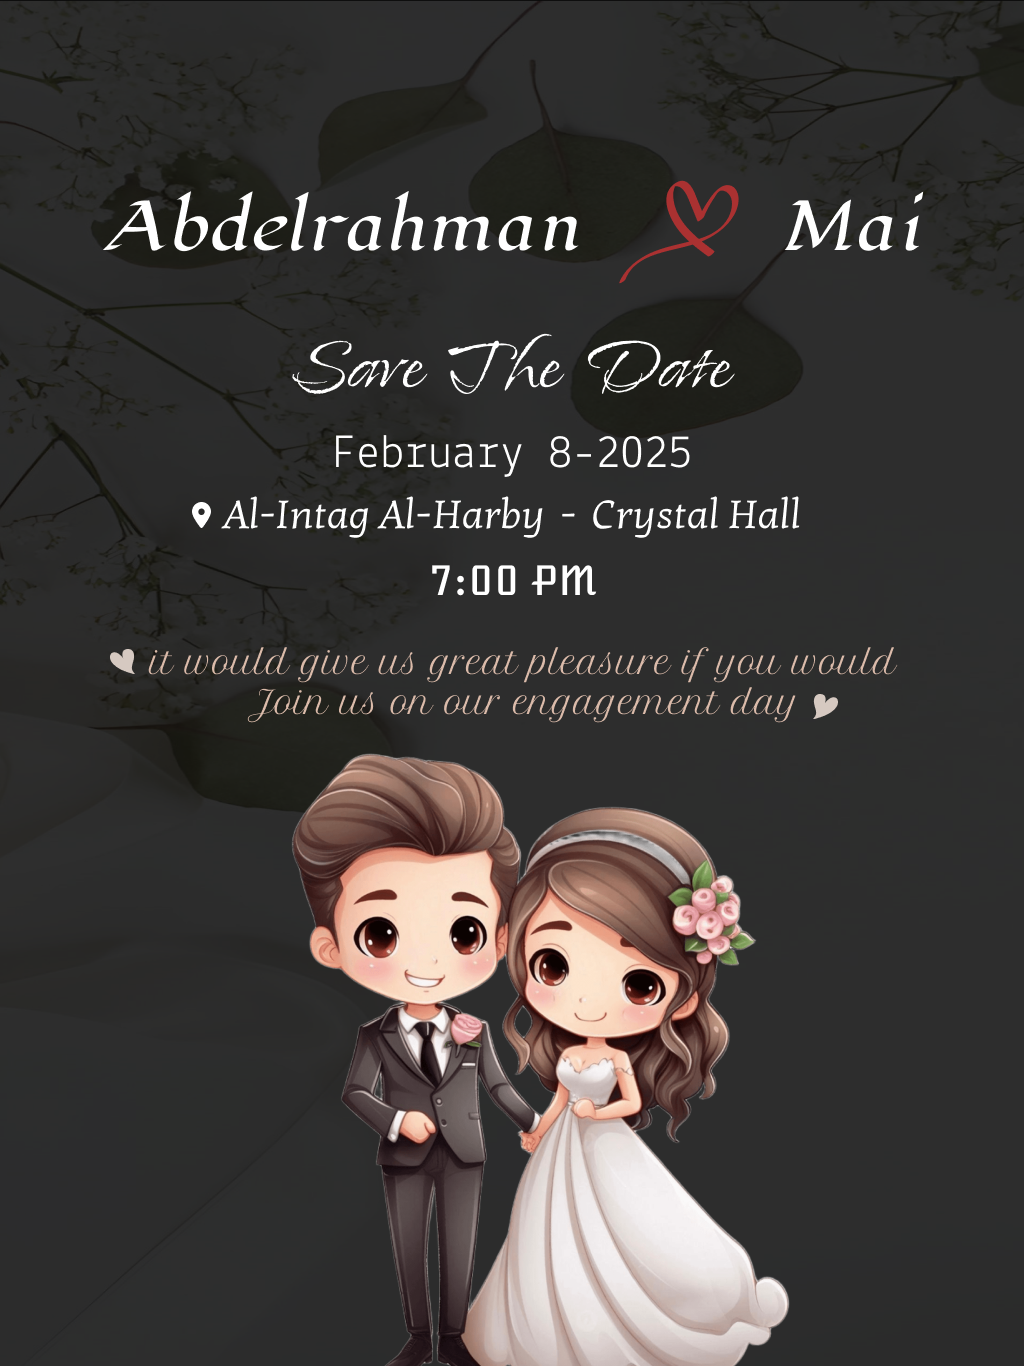 Abdelrahman Mai
Save The Date
February 8-2025
Al-Intag Al-Harby - Crystal Hall
7:00 PM
it would give us great pleasure if you would
Join us on our engagement day